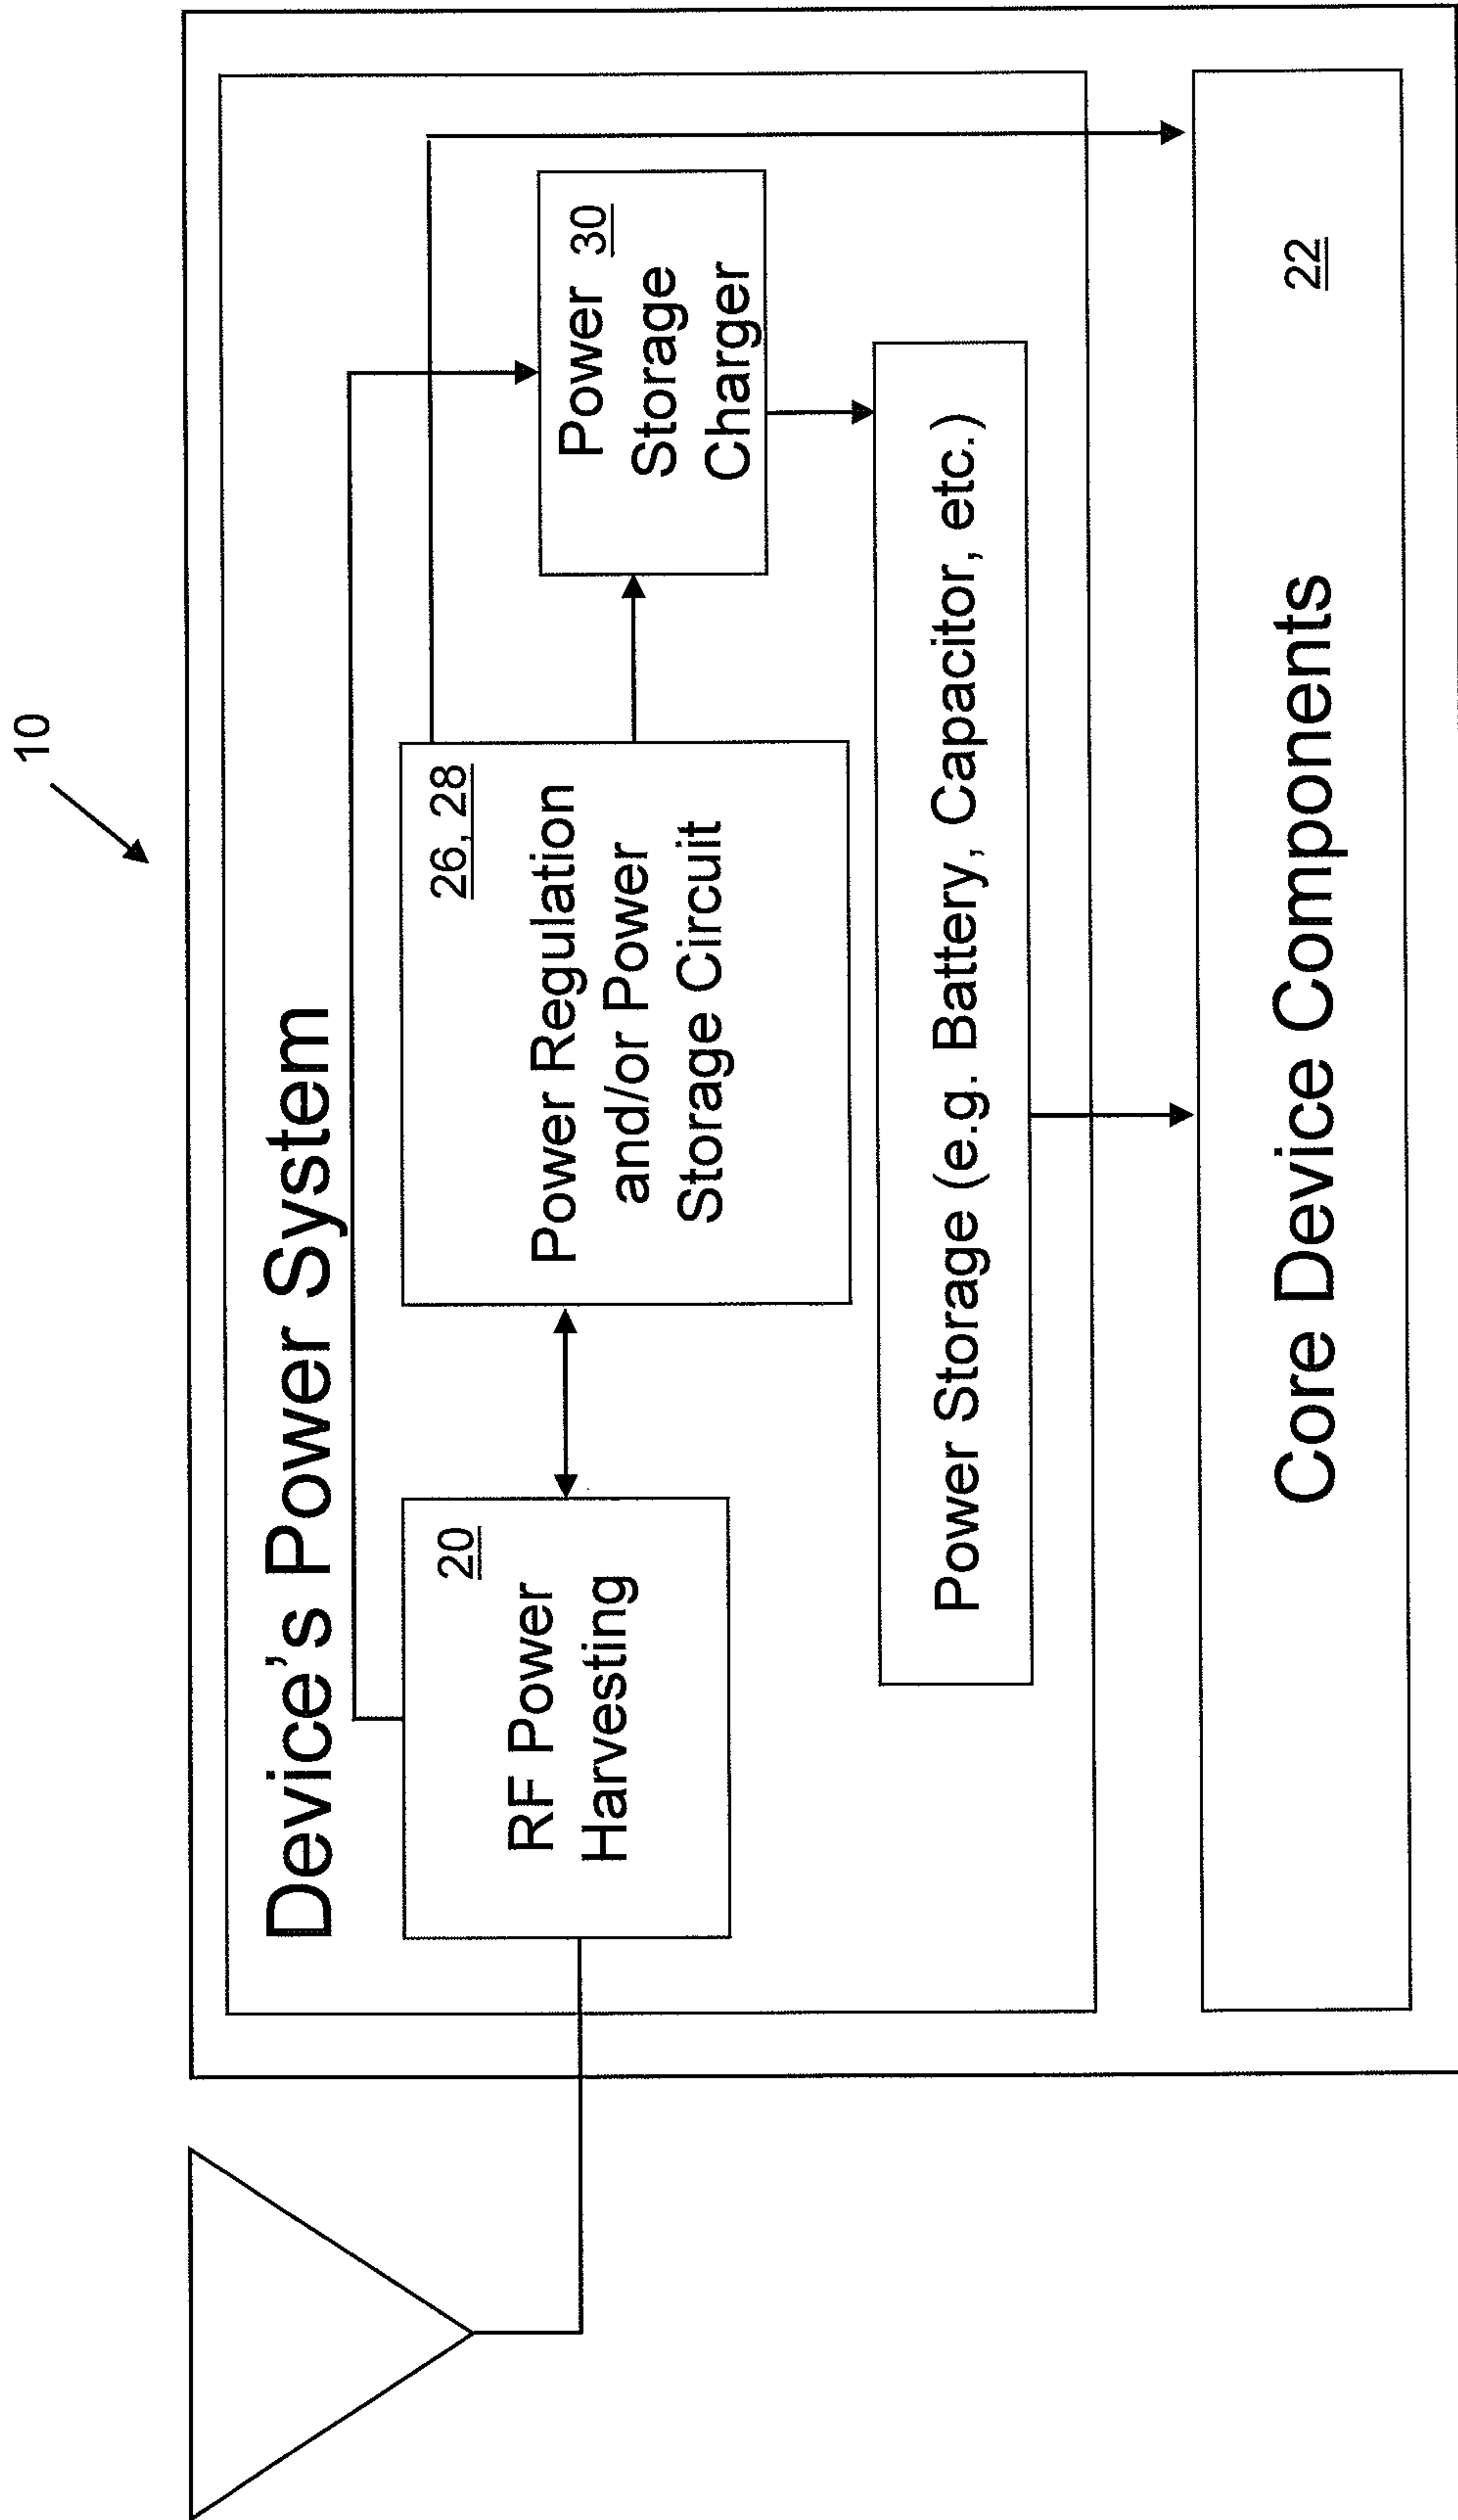 10
Device's Power System
20
RF Power
Harvesting
26, 28
Power Regulation
and/or Power
Storage Circuit
Power 30
Storage
Charger
Power Storage (e.g. Battery, Capacitor, etc.)
Core Device Components
22